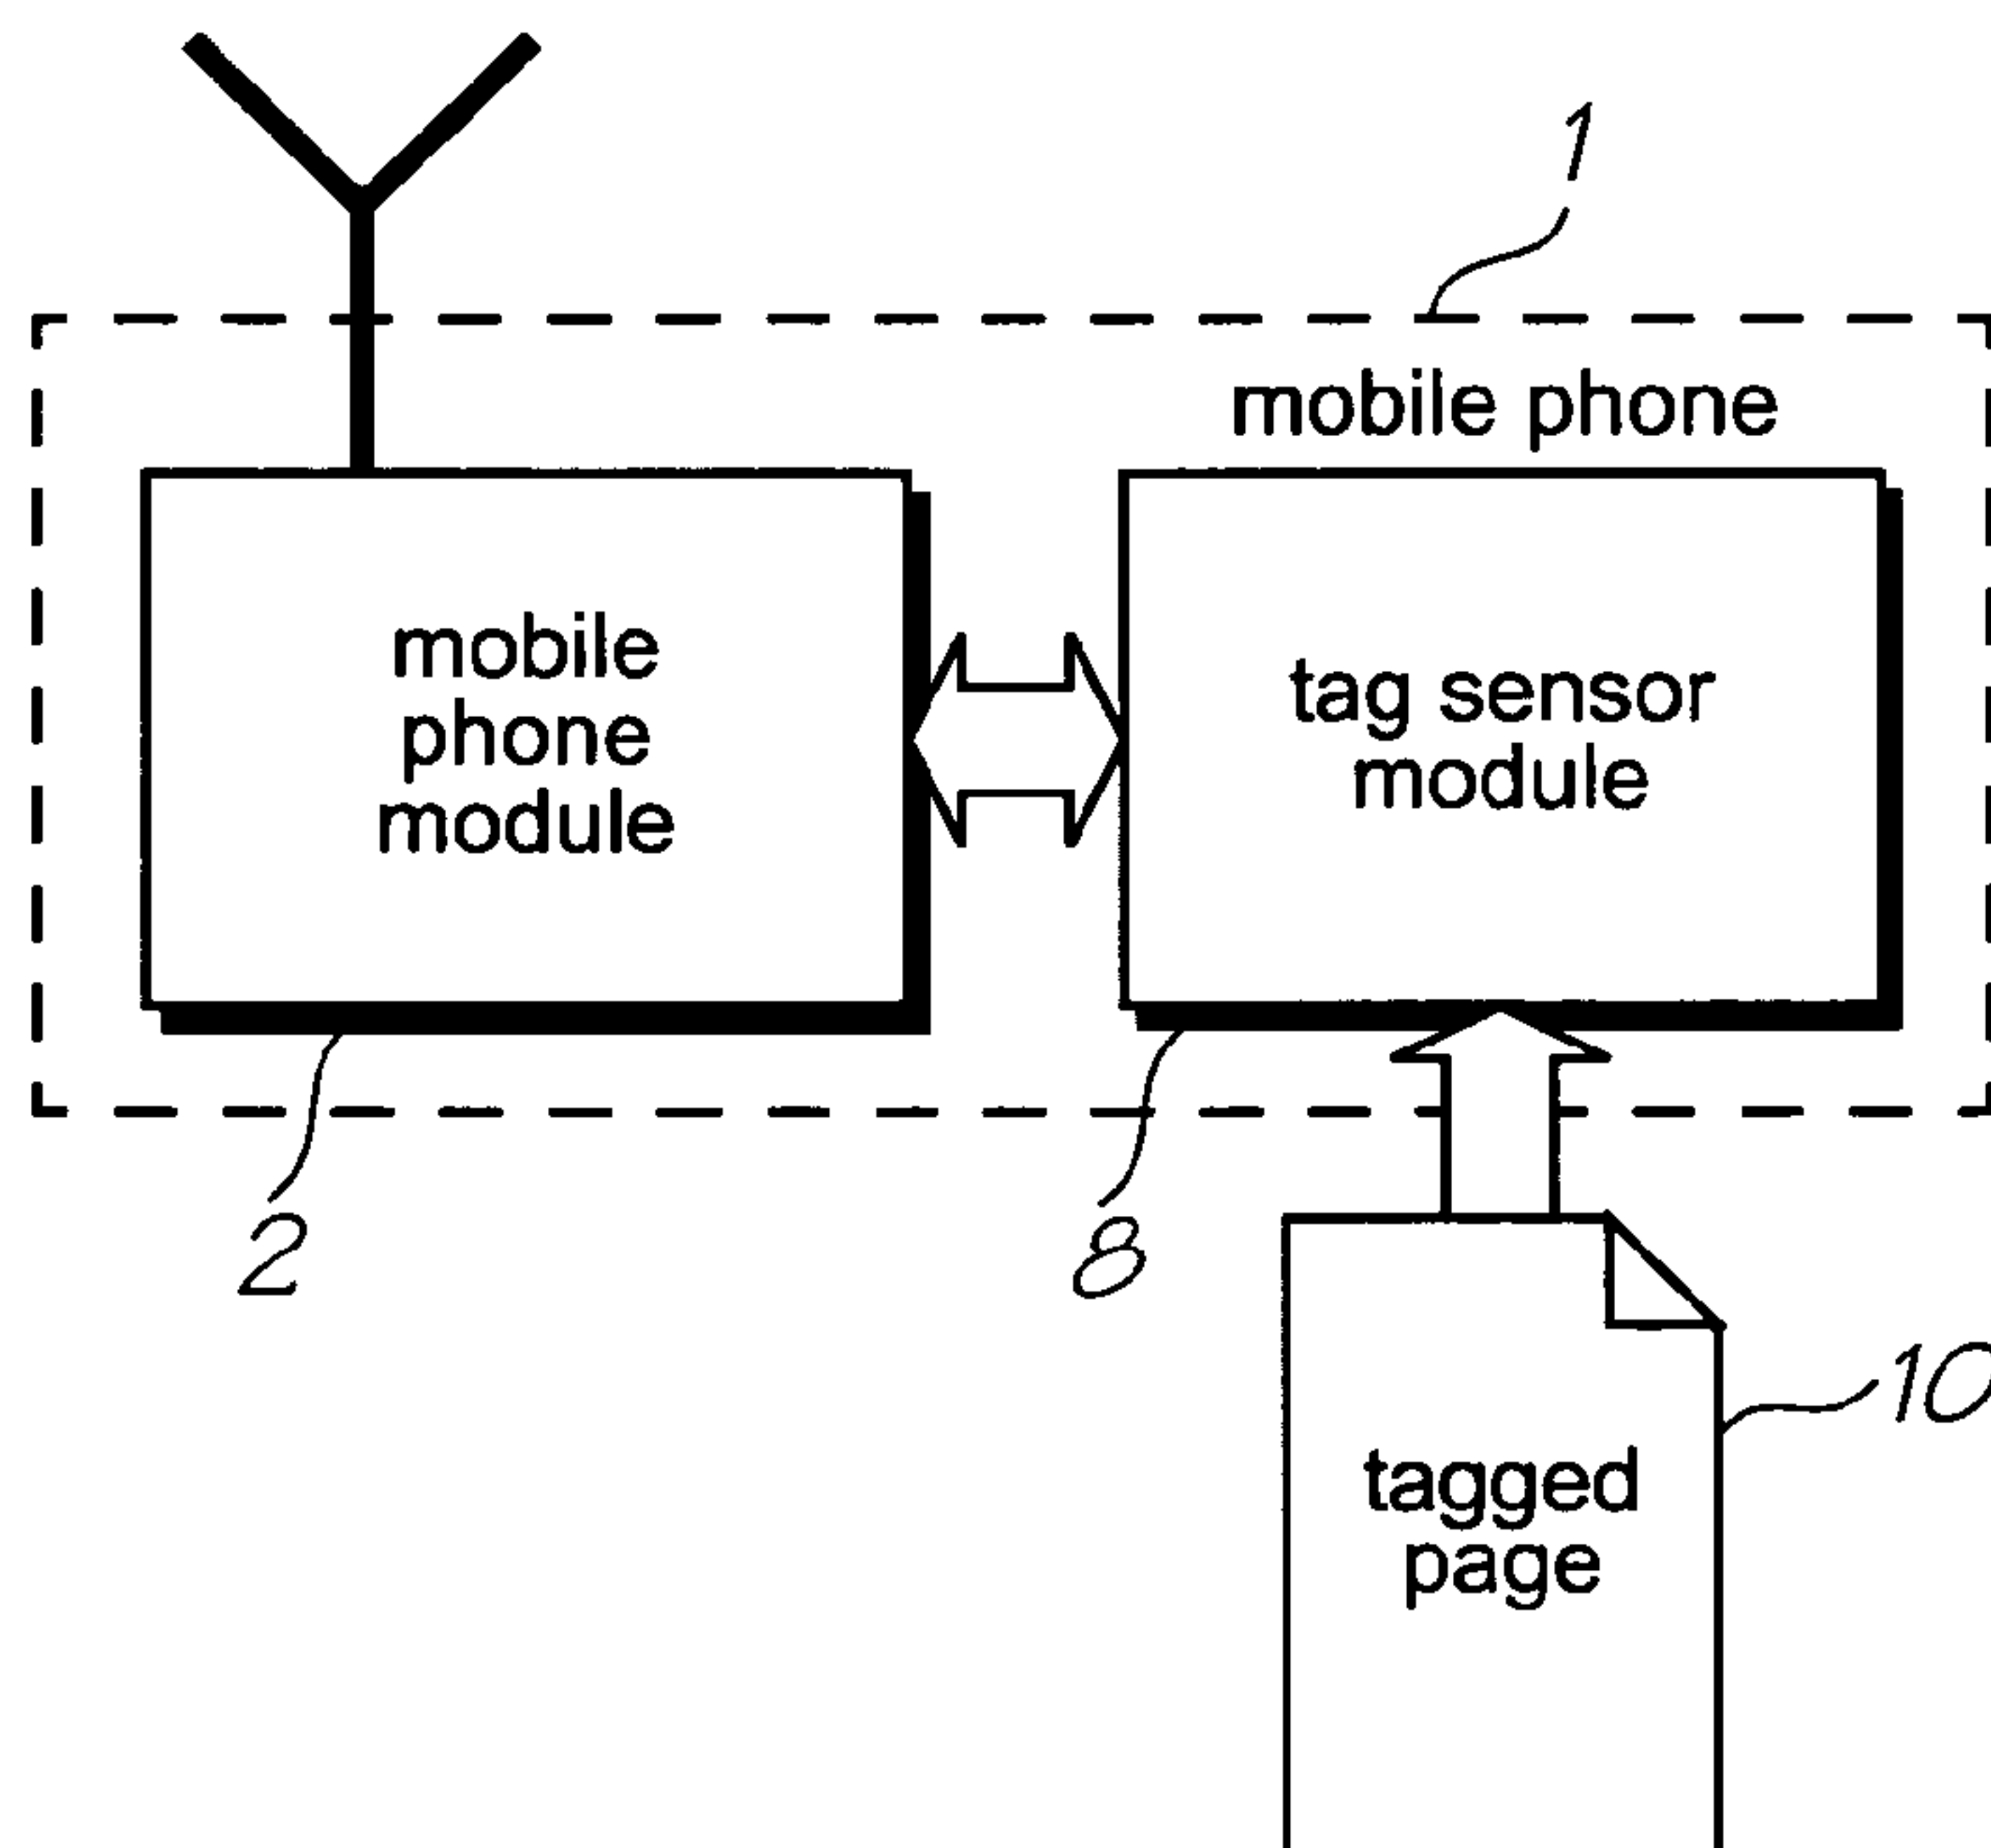 1
mobile phone
mobile
phone
module
tag sensor
module
2
8
10
tagged
page